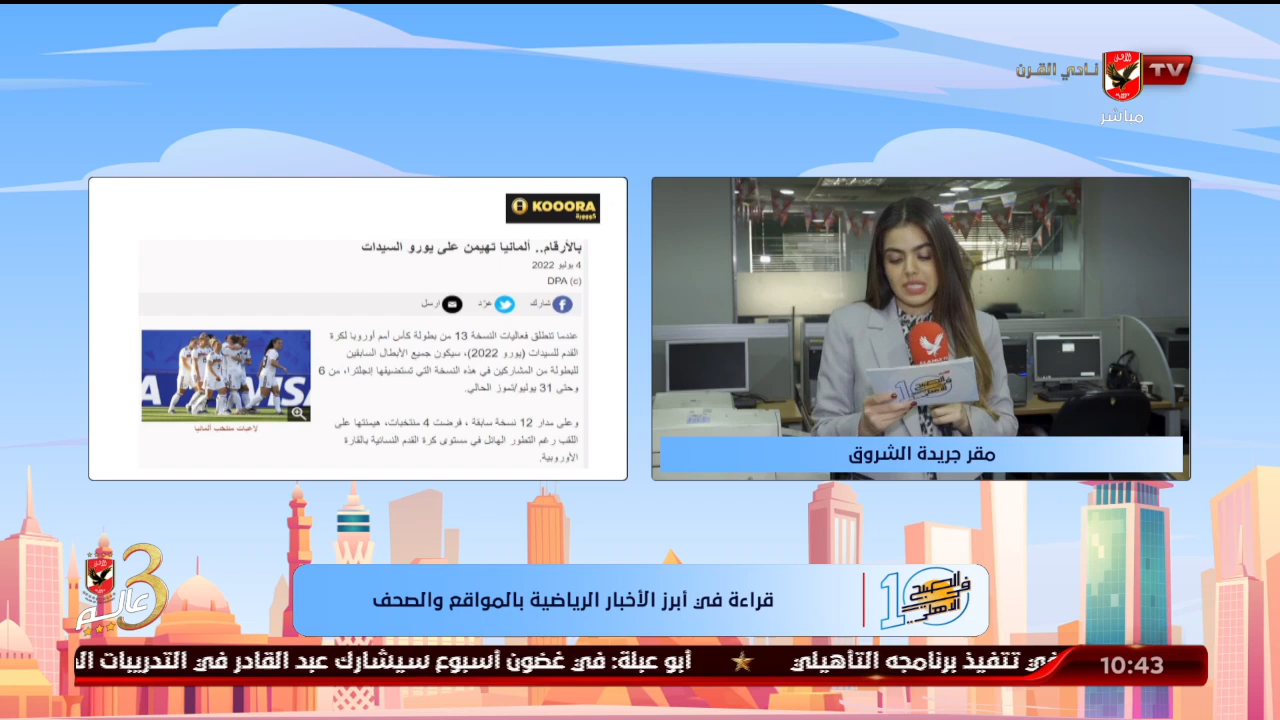 نادي القرن
TV
مباشر
KOOORA
بالأرقام.. ألمانيا تهيمن على يورو السيدات
4 يوليو 2022
DPA (c)
شارك
غرّد
ارسل
عندما تنطلق فعاليات النسخة 13 من بطولة كأس أمم أوروبا لكرة
القدم للسيدات (يورو 2022)، سيكون جميع الأبطال السابقين
للبطولة من المشاركين في هذه النسخة التي تستضيفها إنجلترا، من 6
وحتى 31 يوليو/تموز الحالي.
وعلى مدار 12 نسخة سابقة ، فرضت 4 منتخبات، هيمنتها على
اللقب رغم التطور الهائل في مستوى كرة القدم النسائية بالقارة
الأوروبية.
لاعبات منتخب ألمانيا
مقر جريدة الشروق
3 عالم
10 الصبح في الأهلي
قراءة في أبرز الأخبار الرياضية بالمواقع والصحف
في تنفيذ برنامجه التأهيلي ★ أبو عبلة: في غضون أسبوع سيشارك عبد القادر في التدريبات
10:43